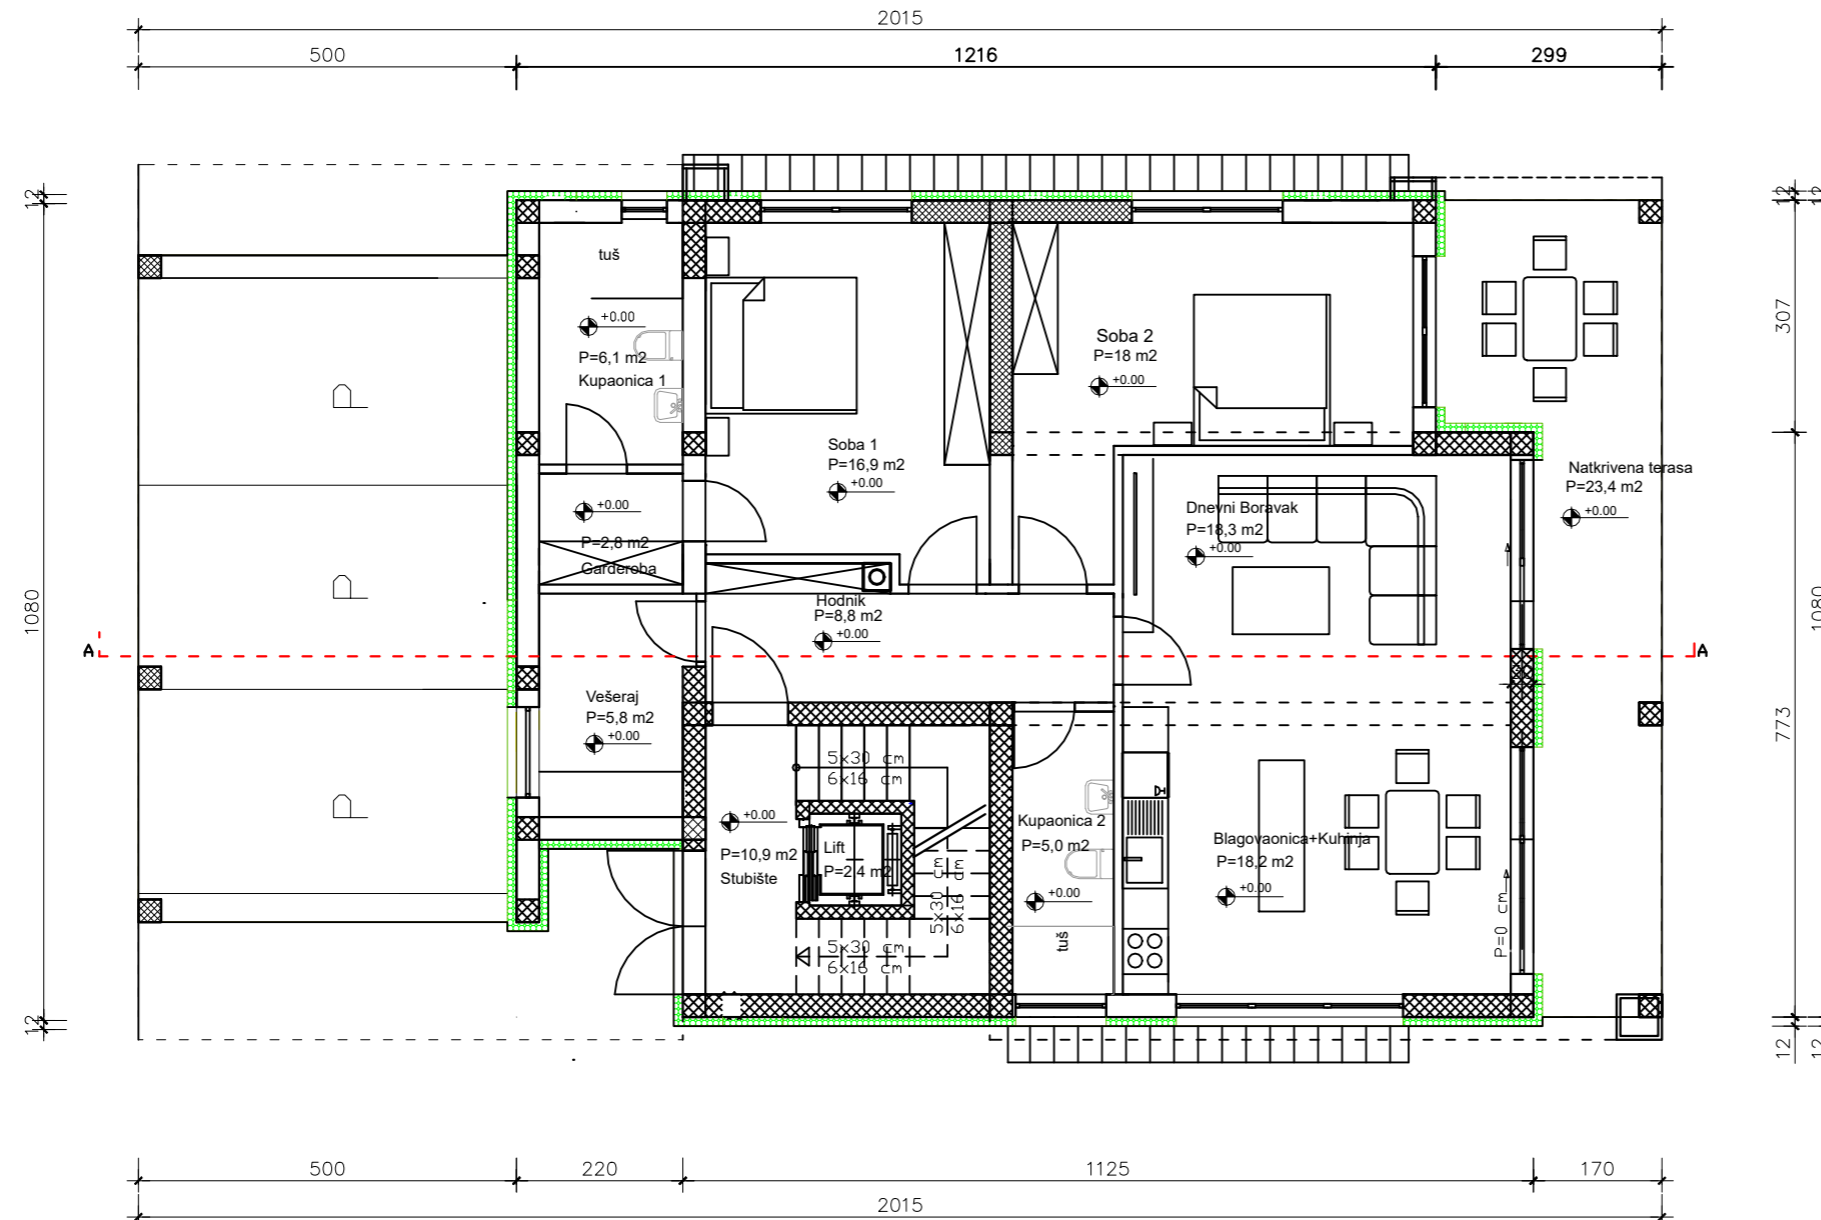 2015
500
1216
299
12
12
12
tuš
+0.00
P=6,1 m2
Kupaonica 1
Soba 1
P=16,9 m2
+0.00
Soba 2
P=18 m2
+0.00
307
Natkrivena terasa
P=23,4 m2
+0.00
+0.00
P=2,8 m2
Garderoba
Dnevni Boravak
P=18,3 m2
+0.00
Hodnik
P=8,8 m2
+0.00
1080
1080
A
A
P
P
P
Vešeraj
P=5,8 m2
+0.00
773
5x30 cm
6x16 cm
+0.00
P=10,9 m2
Stubište
Lift
P=2,4 m2
5x30 cm
6x16 cm
5x30 cm
6x16 cm
Kupaonica 2
P=5,0 m2
+0.00
tuš
Blagovaonica+Kuhinja
P=18,2 m2
+0.00
P=0 cm
12
12
12
500
220
1125
170
2015